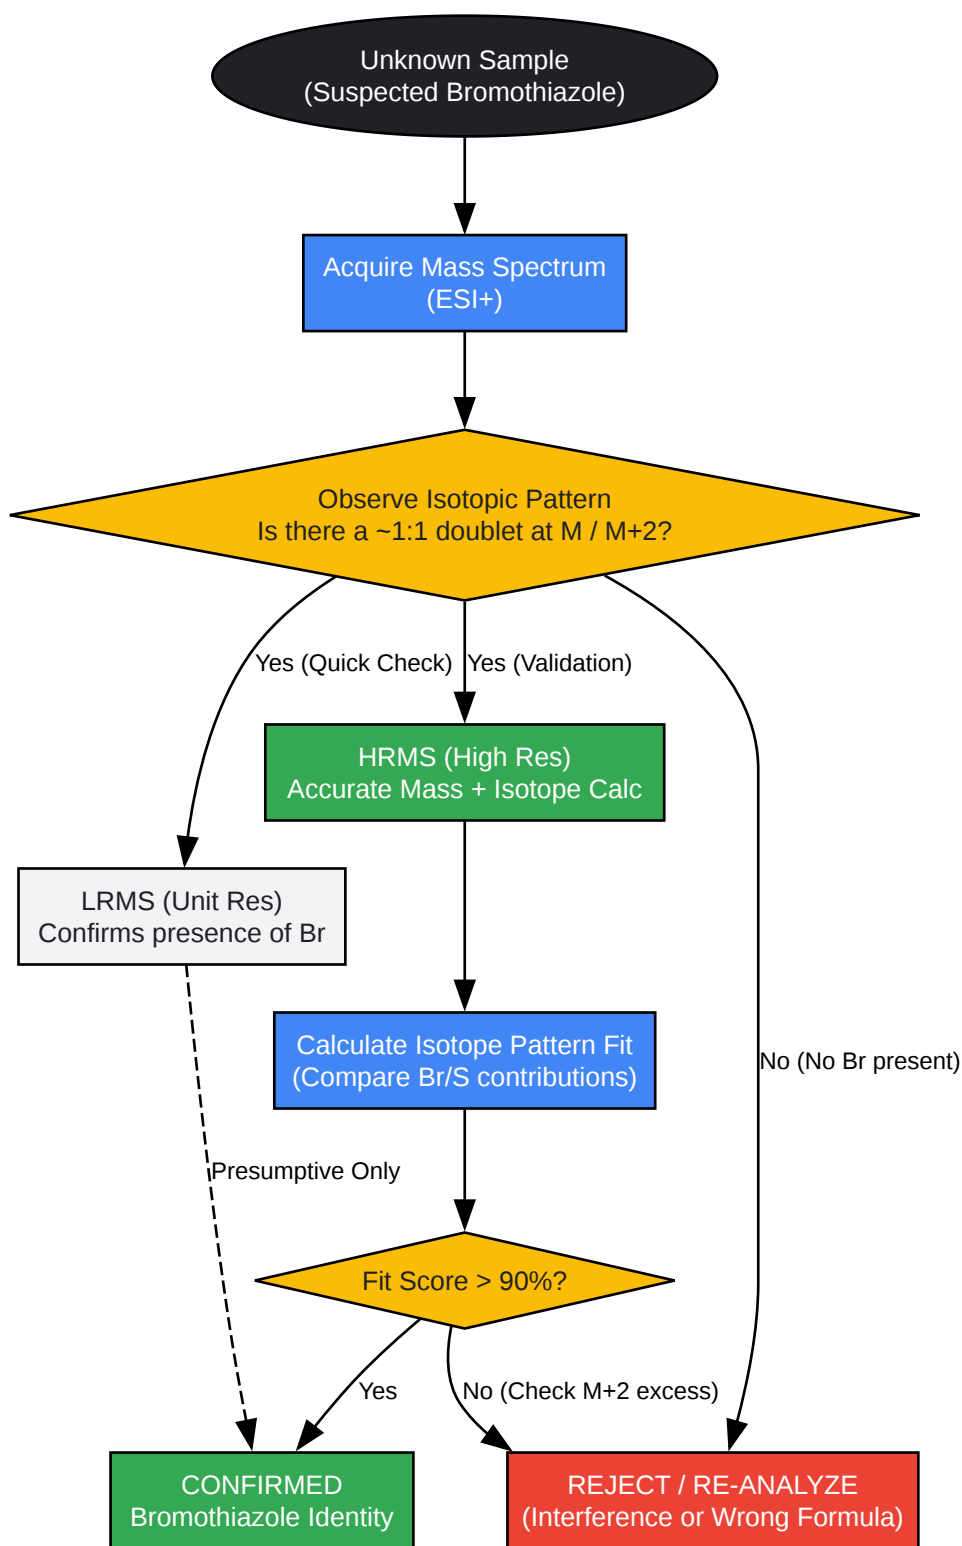 Unknown Sample
(Suspected Bromothiazole)
Acquire Mass Spectrum
(ESI+)
Observe Isotopic Pattern
Is there a ~1:1 doublet at M / M+2?
Yes (Quick Check)
Yes (Validation)
HRMS (High Res)
Accurate Mass + Isotope Calc
LRMS (Unit Res)
Confirms presence of Br
Calculate Isotope Pattern Fit
(Compare Br/S contributions)
No (No Br present)
Presumptive Only
Fit Score > 90%?
Yes
No (Check M+2 excess)
CONFIRMED
Bromothiazole Identity
REJECT / RE-ANALYZE
(Interference or Wrong Formula)